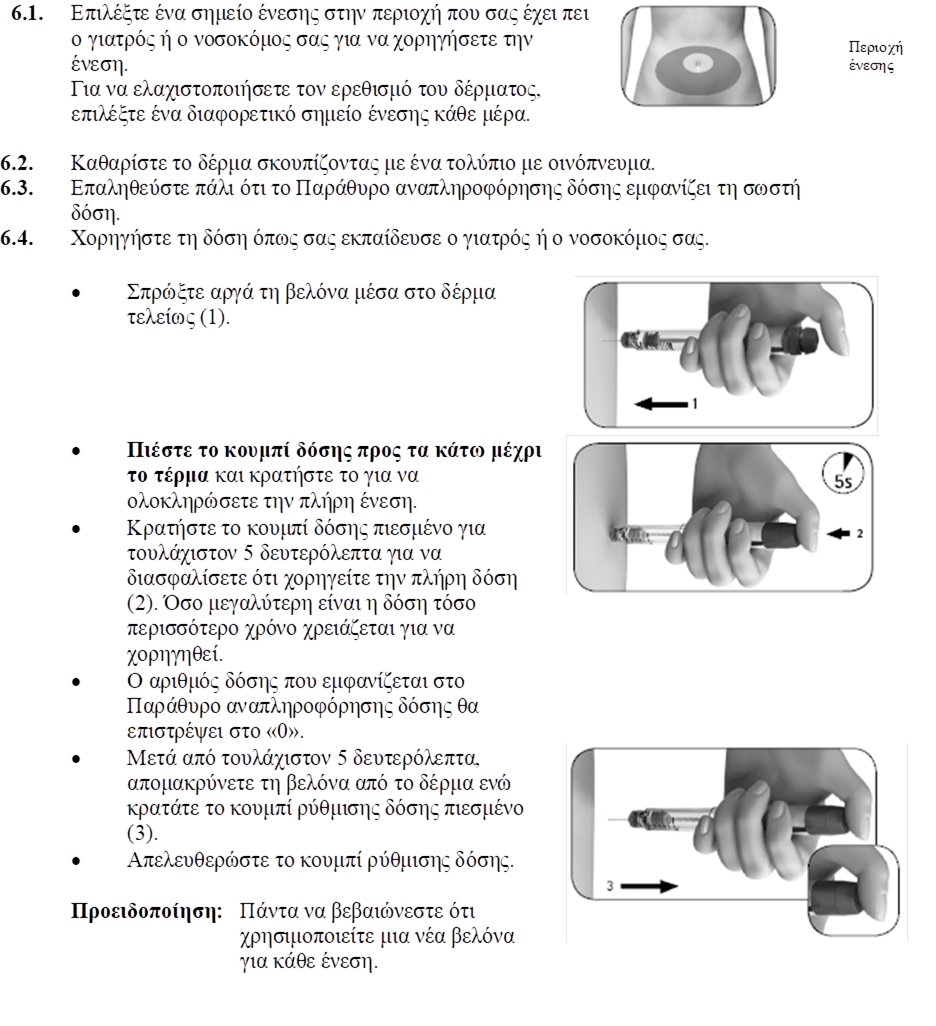 6.1. Επιλέξτε ένα σημείο ένεσης στην περιοχή που σας έχει πει
ο γιατρός ή ο νοσοκόμος σας για να χορηγήσετε την
ένεση.
Για να ελαχιστοποιήσετε τον ερεθισμό του δέρματος,
επιλέξτε ένα διαφορετικό σημείο ένεσης κάθε μέρα.
Περιοχή
ένεσης
6.2. Καθαρίστε το δέρμα σκουπίζοντας με ένα τολύπιο με οινόπνευμα.
6.3. Επαληθεύστε πάλι ότι το Παράθυρο αναπληροφόρησης δόσης εμφανίζει τη σωστή
δόση.
6.4. Χορηγήστε τη δόση όπως σας εκπαίδευσε ο γιατρός ή ο νοσοκόμος σας.
• Σπρώξτε αργά τη βελόνα μέσα στο δέρμα
τελείως (1).
1
• Πιέστε το κουμπί δόσης προς τα κάτω μέχρι
το τέρμα και κρατήστε το για να
ολοκληρώσετε την πλήρη ένεση.
• Κρατήστε το κουμπί δόσης πιεσμένο για
τουλάχιστον 5 δευτερόλεπτα για να
διασφαλίσετε ότι χορηγείτε την πλήρη δόση
(2). Όσο μεγαλύτερη είναι η δόση τόσο
περισσότερο χρόνο χρειάζεται για να
χορηγηθεί.
5s
2
• Ο αριθμός δόσης που εμφανίζεται στο
Παράθυρο αναπληροφόρησης δόσης θα
επιστρέψει στο «0».
• Μετά από τουλάχιστον 5 δευτερόλεπτα,
απομακρύνετε τη βελόνα από το δέρμα ενώ
κρατάτε το κουμπί ρύθμισης δόσης πιεσμένο
(3).
• Απελευθερώστε το κουμπί ρύθμισης δόσης.
3
Προειδοποίηση: Πάντα να βεβαιώνεστε ότι
χρησιμοποιείτε μια νέα βελόνα
για κάθε ένεση.